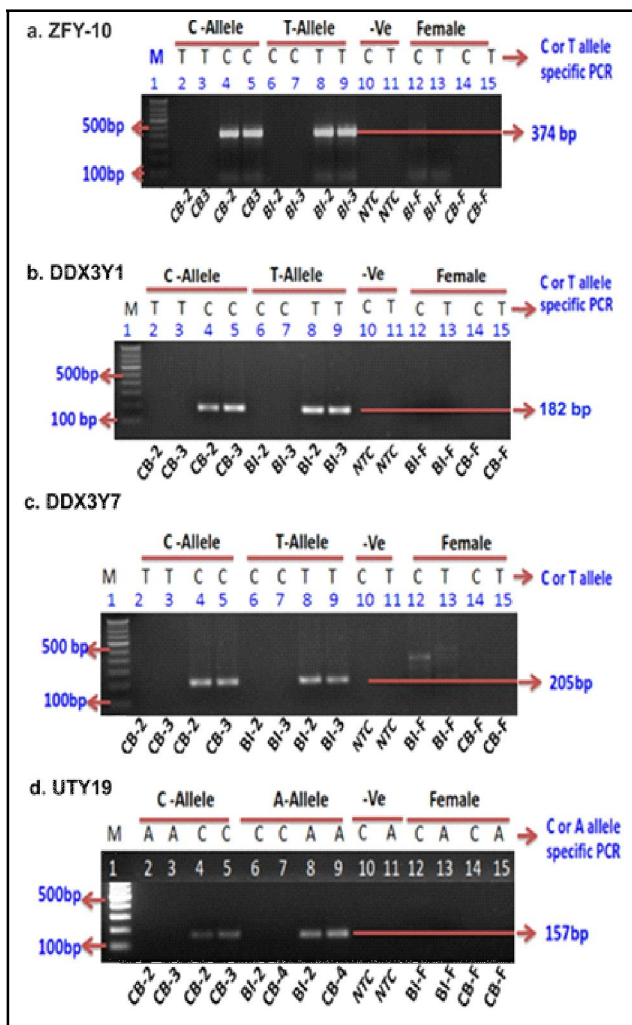 a. ZFY-10
C -Allele T-Allele -Ve Female
M T T C C C C T T C T C T C T C or T allele
specific PCR
1 2 3 4 5 6 7 8 9 10 11 12 13 14 15
500bp
374 bp
100bp
CB-2 CB3 CB-2 CB3 BI-2 BI-3 BI-2 BI-3 NTC NTC BI-F BI-F CB-F CB-F
b. DDX3Y1
C -Allele T-Allele -Ve Female
C or T allele
specific PCR
M T T C C C C T T C T C T C T
1 2 3 4 5 6 7 8 9 10 11 12 13 14 15
500bp
182 bp
100 bp
CB-2 CB-3 CB-2 CB-3 BI-2 BI-3 BI-2 BI-3 NTC NTC BI-F BI-F CB-F CB-F
c. DDX3Y7
C -Allele T-Allele -Ve Female
M T T C C C C T T C T C T C T C or T allele
1 2 3 4 5 6 7 8 9 10 11 12 13 14 15
500 bp
205bp
100bp
CB-2 CB-3 CB-2 CB-3 BI-2 BI-3 BI-2 BI-3 NTC NTC BI-F BI-F CB-F CB-F
d. UTY19
C-Allele A-Allele -Ve Female
M A A C C C C A A C A C A C A C or A allele
specific PCR
1 2 3 4 5 6 7 8 9 10 11 12 13 14 15
500bp
157bp
100bp
CB-2 CB-3 CB-2 CB-3 BI-2 CB-4 BI-2 CB-4 NTC NTC BI-F BI-F CB-F CB-F